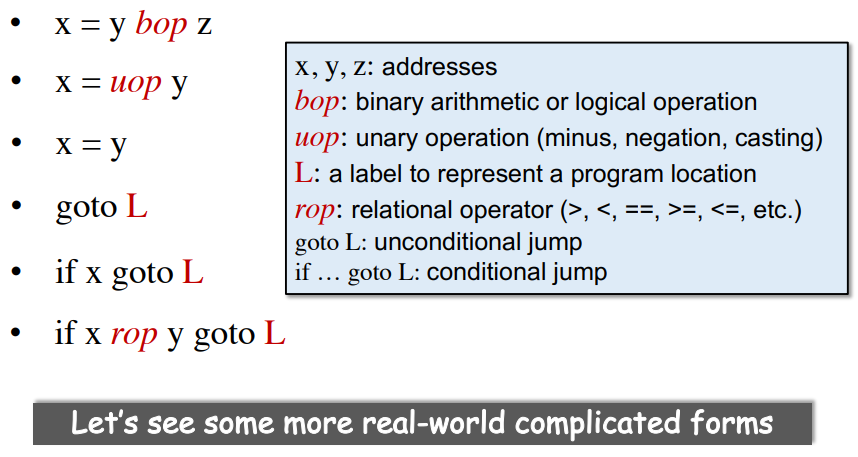 • x = y bop z
• x = uop y
• x = y
• goto L
• if x goto L
• if x rop y goto L
x, y, z: addresses
bop: binary arithmetic or logical operation
uop: unary operation (minus, negation, casting)
L: a label to represent a program location
rop: relational operator (>, <, ==, >=, <=, etc.)
goto L: unconditional jump
if … goto L: conditional jump
Let's see some more real-world complicated forms